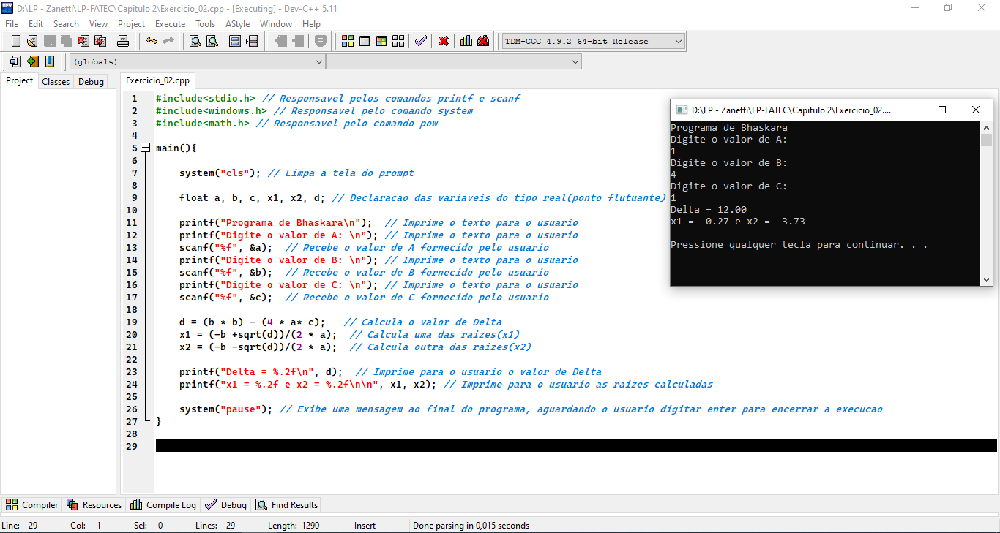 D:\LP - Zanetti\LP-FATEC\Capitulo 2\Exercicio_02.cpp - [Executing] - Dev-C++ 5.11
File Edit Search View Project Execute Tools AStyle Window Help
TDM-GCC 4.9.2 64-bit Release
(globals)
Project Classes Debug
Exercicio_02.cpp
1 #include<stdio.h> // Responsavel pelos comandos printf e scanf
2 #include<windows.h> // Responsavel pelo comando system
3 #include<math.h> // Responsavel pelo comando pow
4
5 main(){
6
7 system("cls"); // Limpa a tela do prompt
8
9 float a, b, c, x1, x2, d; // Declaracao das variaveis do tipo real(ponto flutuante)
10
11 printf("Programa de Bhaskara\n"); // Imprime o texto para o usuario
12 printf("Digite o valor de A: \n"); // Imprime o texto para o usuario
13 scanf("%f", &a); // Recebe o valor de A fornecido pelo usuario
14 printf("Digite o valor de B: \n"); // Imprime o texto para o usuario
15 scanf("%f", &b); // Recebe o valor de B fornecido pelo usuario
16 printf("Digite o valor de C: \n"); // Imprime o texto para o usuario
17 scanf("%f", &c); // Recebe o valor de C fornecido pelo usuario
18
19 d = (b * b) - (4 * a* c); // Calcula o valor de Delta
20 x1 = (-b +sqrt(d))/(2 * a); // Calcula uma das raizes(x1)
21 x2 = (-b -sqrt(d))/(2 * a); // Calcula outra das raizes(x2)
22
23 printf("Delta = %.2f\n", d); // Imprime para o usuario o valor de Delta
24 printf("x1 = %.2f e x2 = %.2f\n\n", x1, x2); // Imprime para o usuario as raizes calculadas
25
26 system("pause"); // Exibe uma mensagem ao final do programa, aguardando o usuario digitar enter para encerrar a execucao
27 }
28
29
D:\LP - Zanetti\LP-FATEC\Capitulo 2\Exercicio_02....
Programa de Bhaskara
Digite o valor de A:
1
Digite o valor de B:
4
Digite o valor de C:
1
Delta = 12.00
x1 = -0.27 e x2 = -3.73
Pressione qualquer tecla para continuar. . .
Compiler Resources Compile Log Debug Find Results
Line: 29 Col: 1 Sel: 0 Lines: 29 Length: 1290 Insert Done parsing in 0,015 seconds